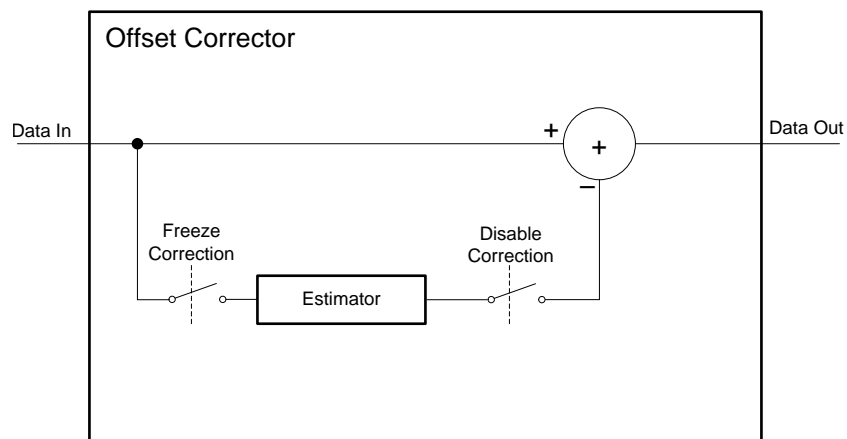 Offset Corrector
Data In
+
+
Data Out
−
Freeze
Correction
Disable
Correction
Estimator